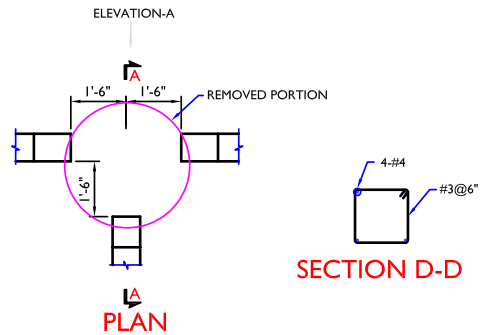 ELEVATION-A
A
1'-6"
1'-6"
REMOVED PORTION
1'-6"
4-#4
#3@6"
SECTION D-D
A
PLAN